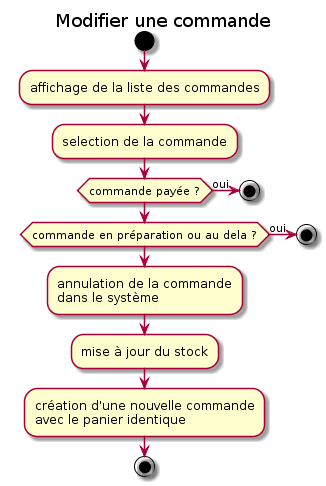 Modifier une commande
affichage de la liste des commandes
selection de la commande
commande payée ?
oui
commande en préparation ou au dela ?
oui
annulation de la commande
dans le système
mise à jour du stock
création d'une nouvelle commande
avec le panier identique